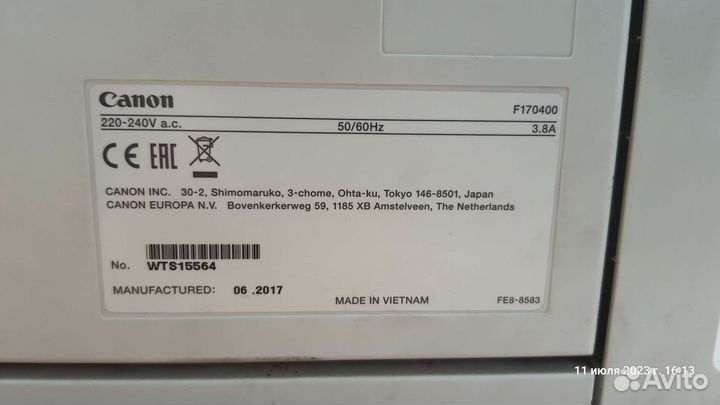 Canon
F170400
220-240V a.c. 50/60Hz 3.8A
CE EAC
CANON INC. 30-2, Shimomaruko, 3-chome, Ohta-ku, Tokyo 146-8501, Japan
CANON EUROPA N.V. Bovenkerkerweg 59, 1185 XB Amstelveen, The Netherlands
No. WTS15564
MANUFACTURED: 06 .2017
MADE IN VIETNAM FE8-8583
11 июля 2023 г. 16:13
Avito